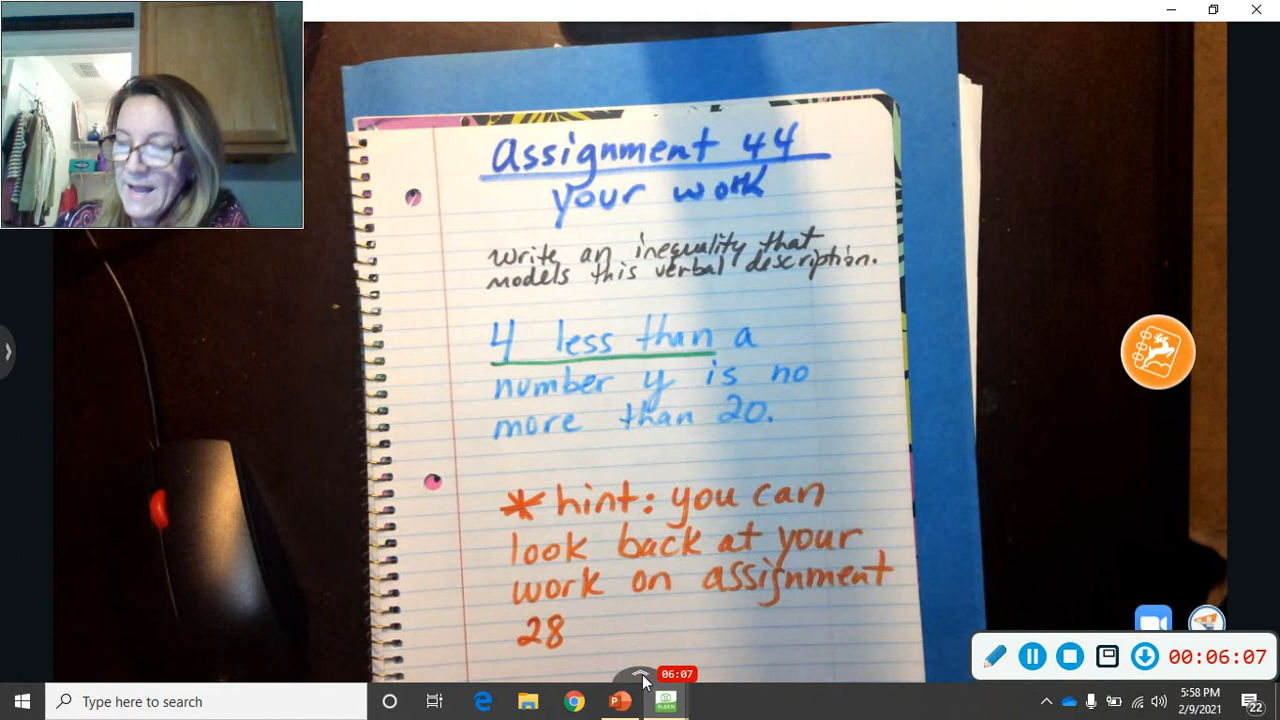 Assignment 44
your work
write an inequality that
models this verbal description.
4 less than a
number y is no
more than 20.
* hint: you can
look back at your
work on assignment
28
00:06:07
06:07
Type here to search
5:58 PM
2/9/2021
22